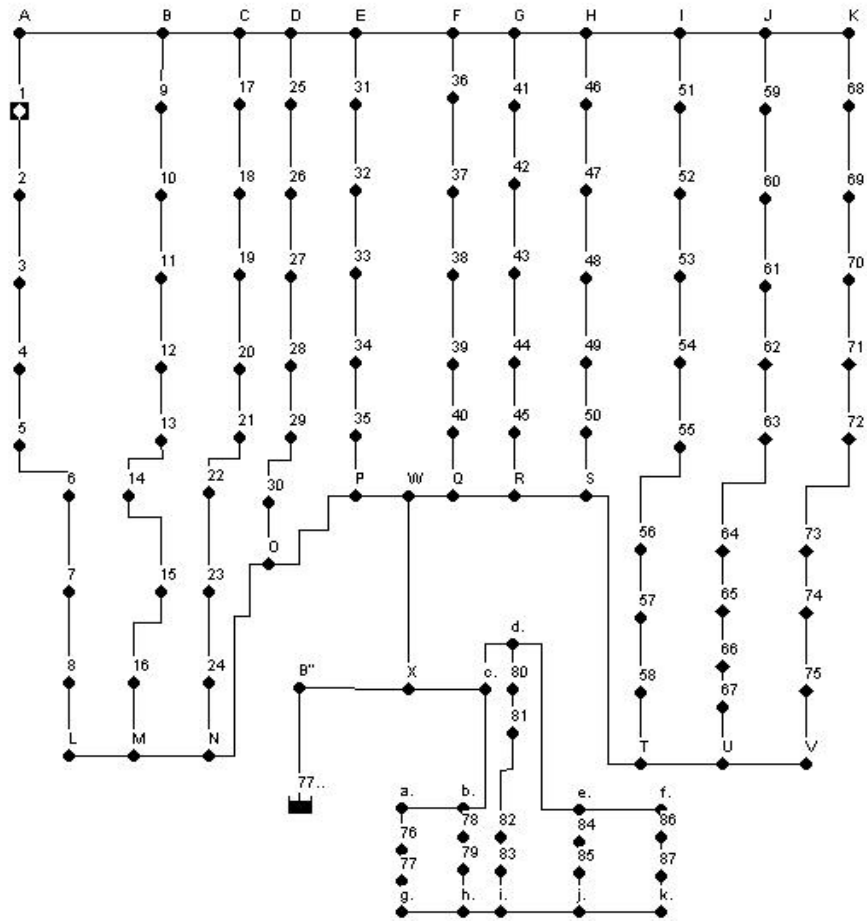 A B C D E F G H I J K
1 9 17 25 31 36 41 46 51 59 68
2 10 18 26 32 37 42 47 52 60 69
3 11 19 27 33 38 43 48 53 61 70
4 12 20 28 34 39 44 49 54 62 71
5 13 21 29 35 40 45 50 55 63 72
6 14 22 30 P W Q R S
O 56 64 73
7 15 23 57 65 74
d.
8 16 24 B" X c. 80 58 66 75
81 67
L M N T U V
77.. a. b. e. f.
76 78 82 84 86
77 79 83 85 87
g. h. i. j. k.